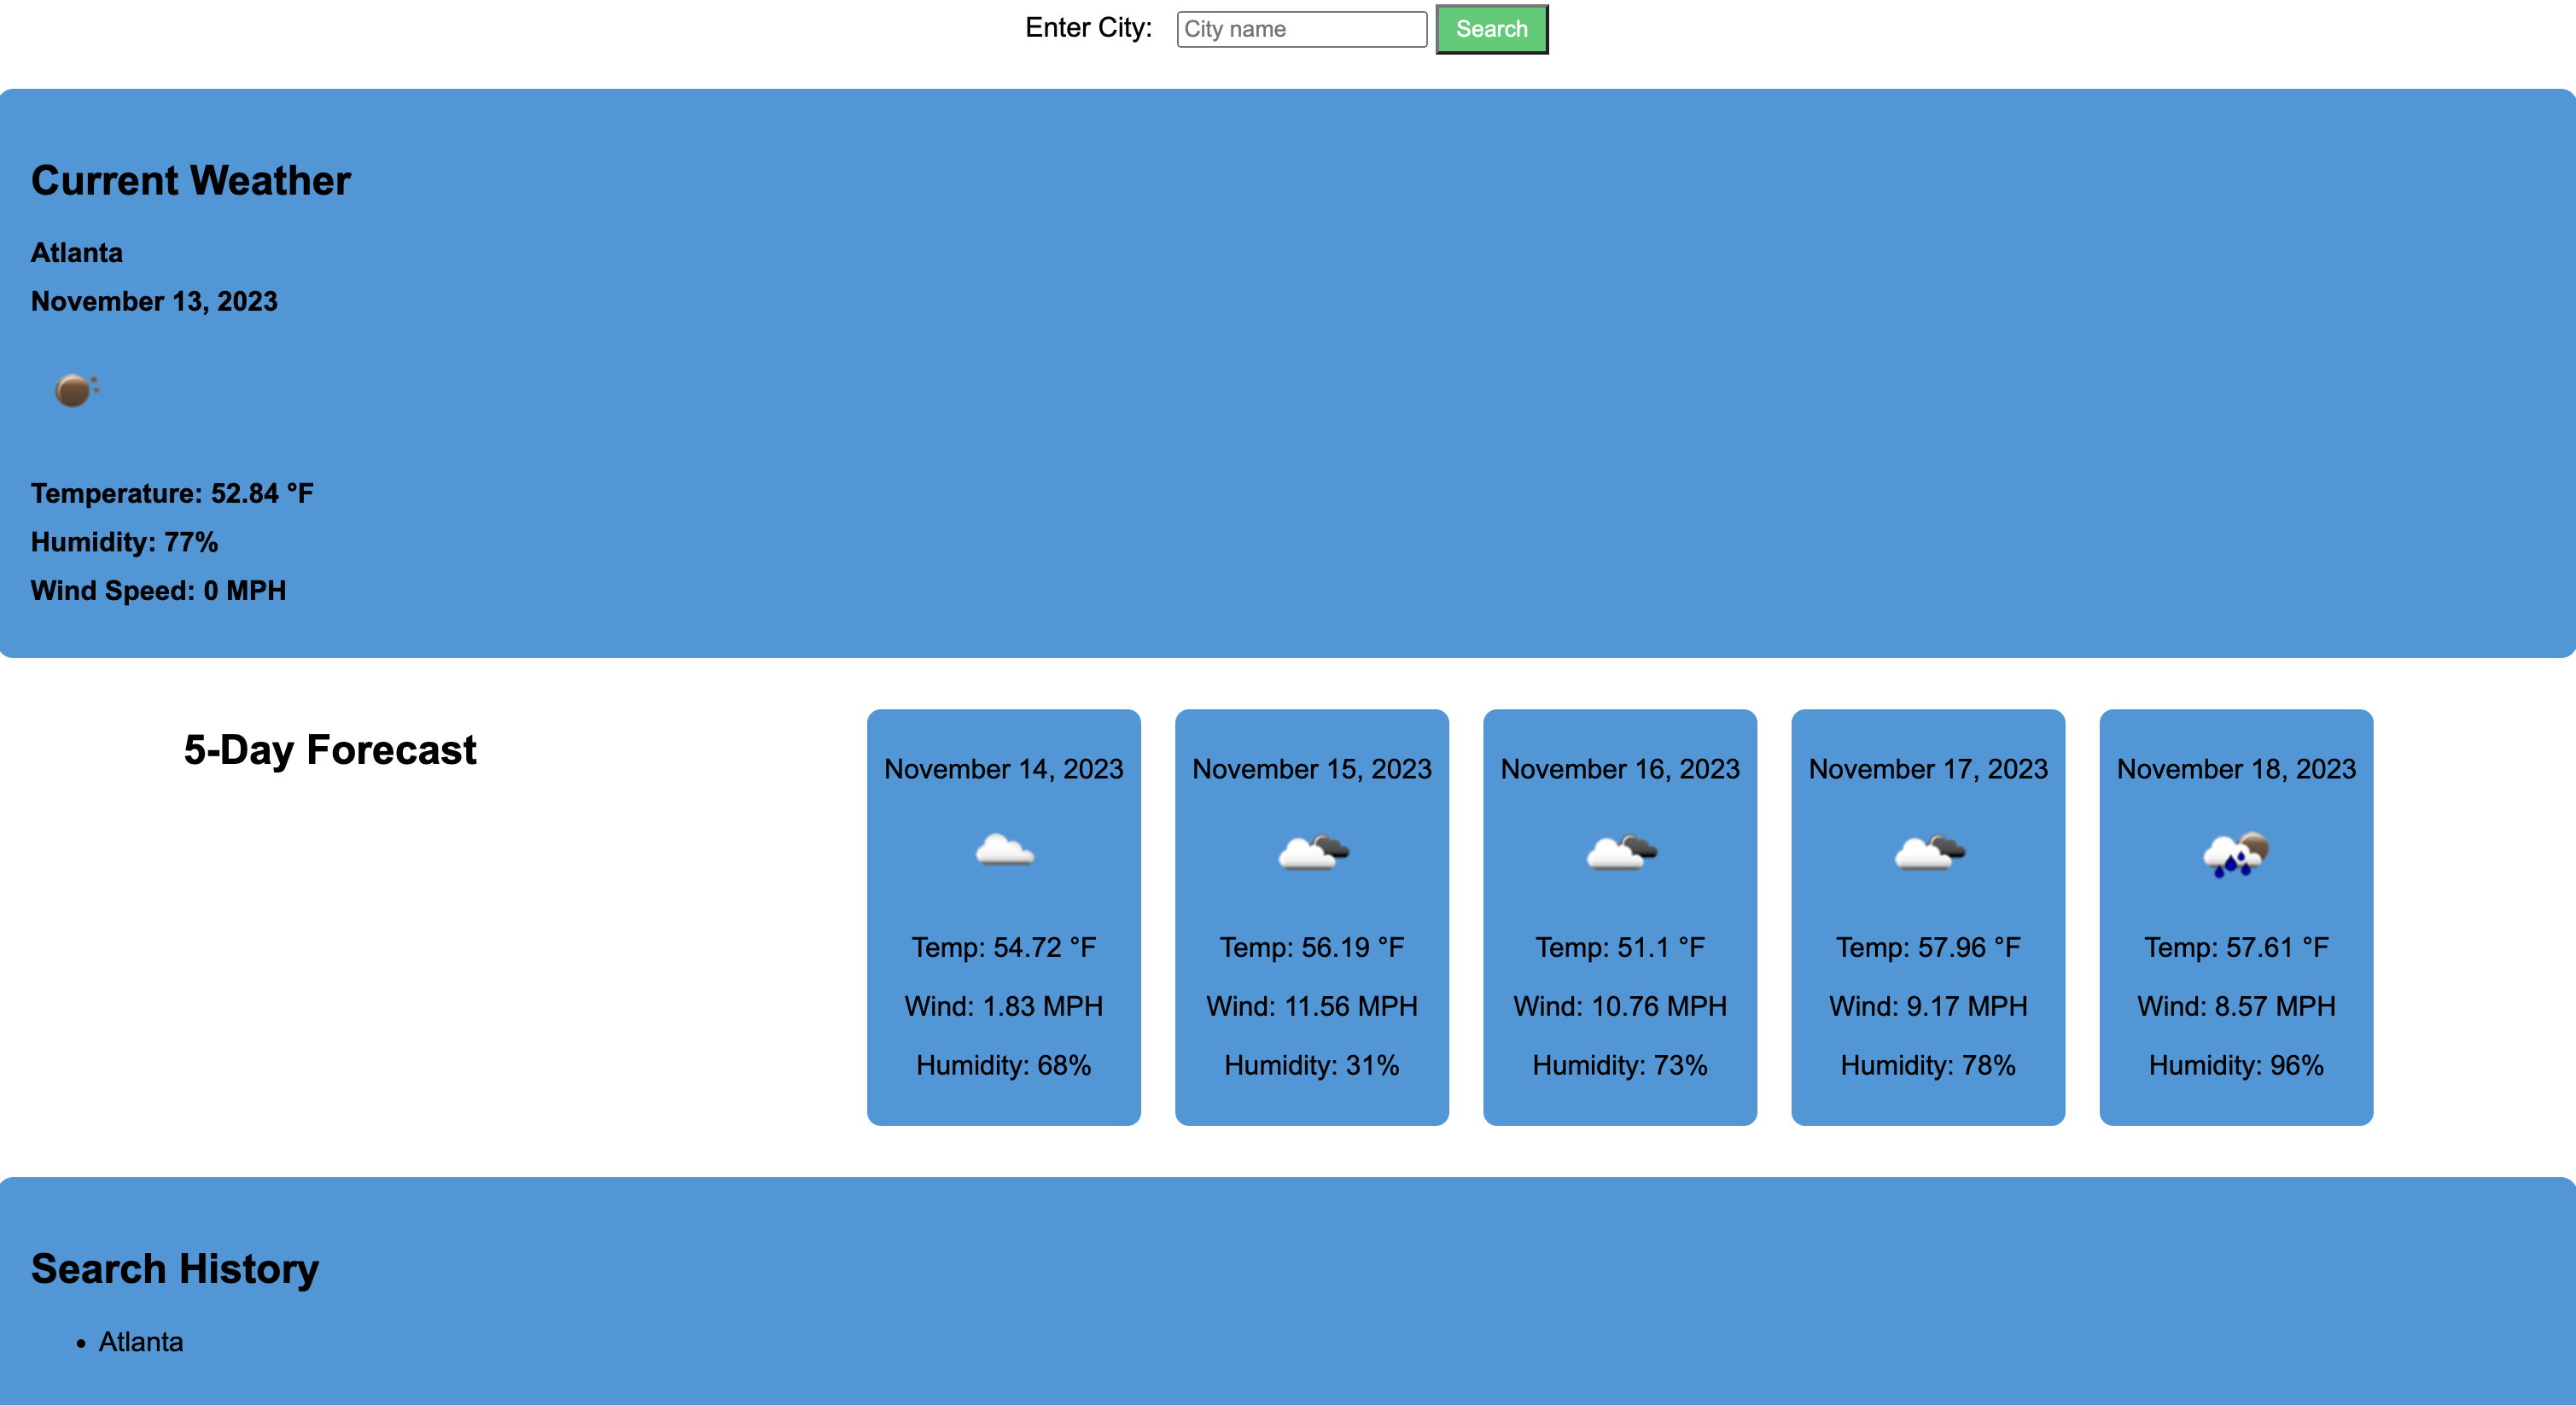 Enter City: City name Search
Current Weather
Atlanta
November 13, 2023
Temperature: 52.84 °F
Humidity: 77%
Wind Speed: 0 MPH
5-Day Forecast
November 14, 2023
Temp: 54.72 °F
Wind: 1.83 MPH
Humidity: 68%
November 15, 2023
Temp: 56.19 °F
Wind: 11.56 MPH
Humidity: 31%
November 16, 2023
Temp: 51.1 °F
Wind: 10.76 MPH
Humidity: 73%
November 17, 2023
Temp: 57.96 °F
Wind: 9.17 MPH
Humidity: 78%
November 18, 2023
Temp: 57.61 °F
Wind: 8.57 MPH
Humidity: 96%
Search History
• Atlanta